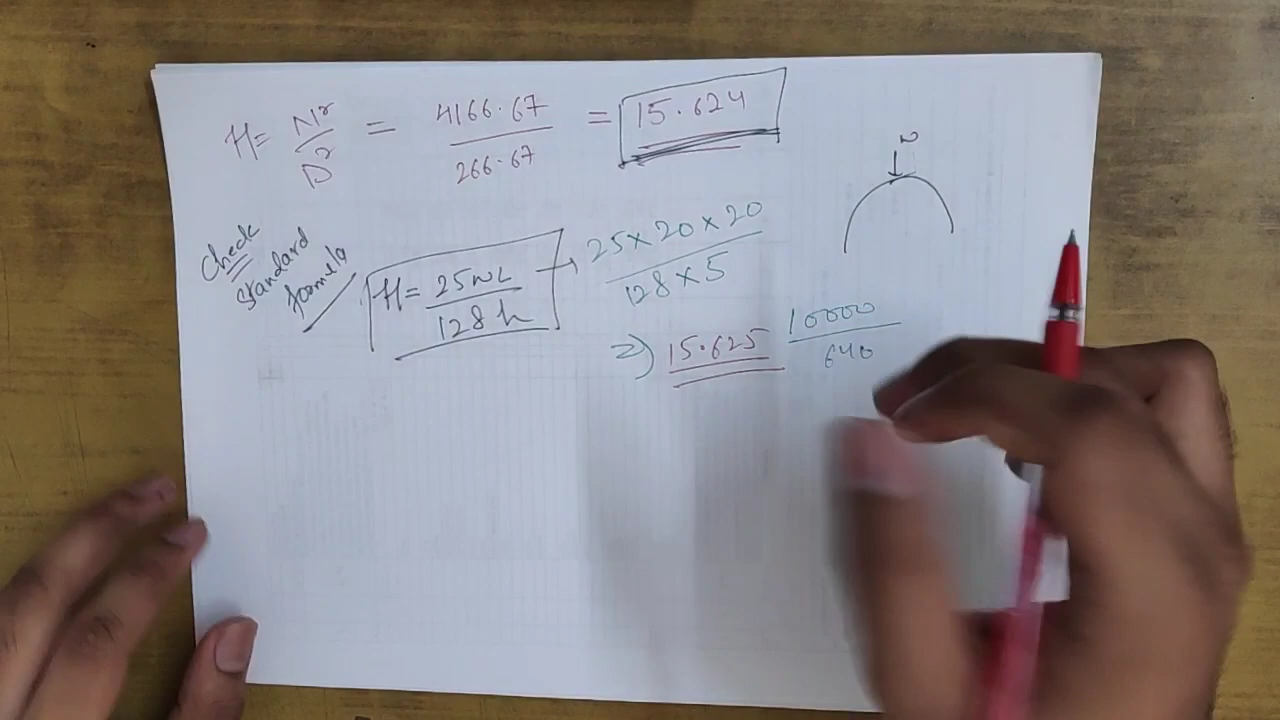 H = Nr / Dr = 4166.67 / 266.67 = 15.624
w
Check
standard
formula
H = 25WL / 128h → 25 × 20 × 20 / 128 × 5
⇒ 15.625 10000 / 640